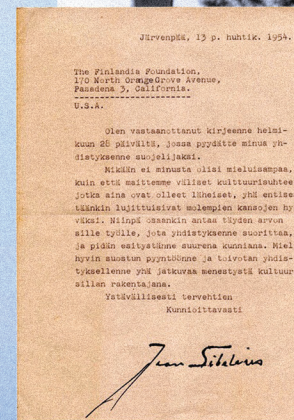 Järvenpää, 13 p. huhtik. 1954.
The Finlandia Foundation,
170 North OrangeGrove Avenue,
Pasadena 3, California.
U.S.A.
Olen vastaanottanut kirjeenne helmi-
kuun 28 päivältä, jossa pyydätte minua yh-
distyksenne suojelijaksi.
Mikään ei minusta olisi mieluisampaa,
kuin että maittemme väliset kulttuurisuhteet
jotka aina ovat olleet läheiset, yhä entises
täänkin lujittuisivat molempien kansojen hy
väksi. Niinpä osaankin antaa täyden arvon
sille työlle, jota yhdistyksenne suorittaa,
ja pidän esitystänne suurena kunniana. Miel
hyvin suostun pyyntöönne ja toivotan yhdis-
tyksellenne yhä jatkuvaa menestystä kulttuur
sillan rakentajana.
Ystävällisesti tervehtien
Kunnioittavasti
Jean Sibelius